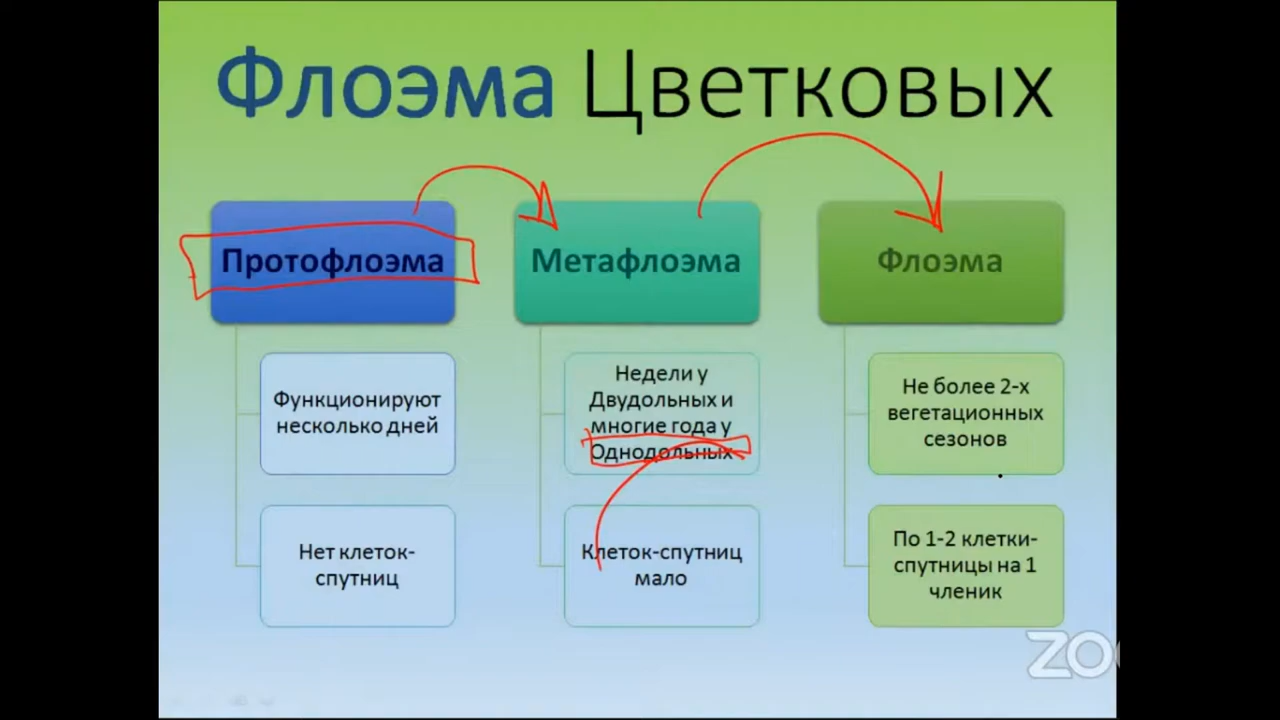 Флоэма Цветковых
Протофлоэма
Метафлоэма
Флоэма
Функционируют
несколько дней
Недели у
Двудольных и
многие года у
Однодольных
Не более 2-х
вегетационных
сезонов
Нет клеток-
спутниц
Клеток-спутниц
мало
По 1-2 клетки-
спутницы на 1
членик